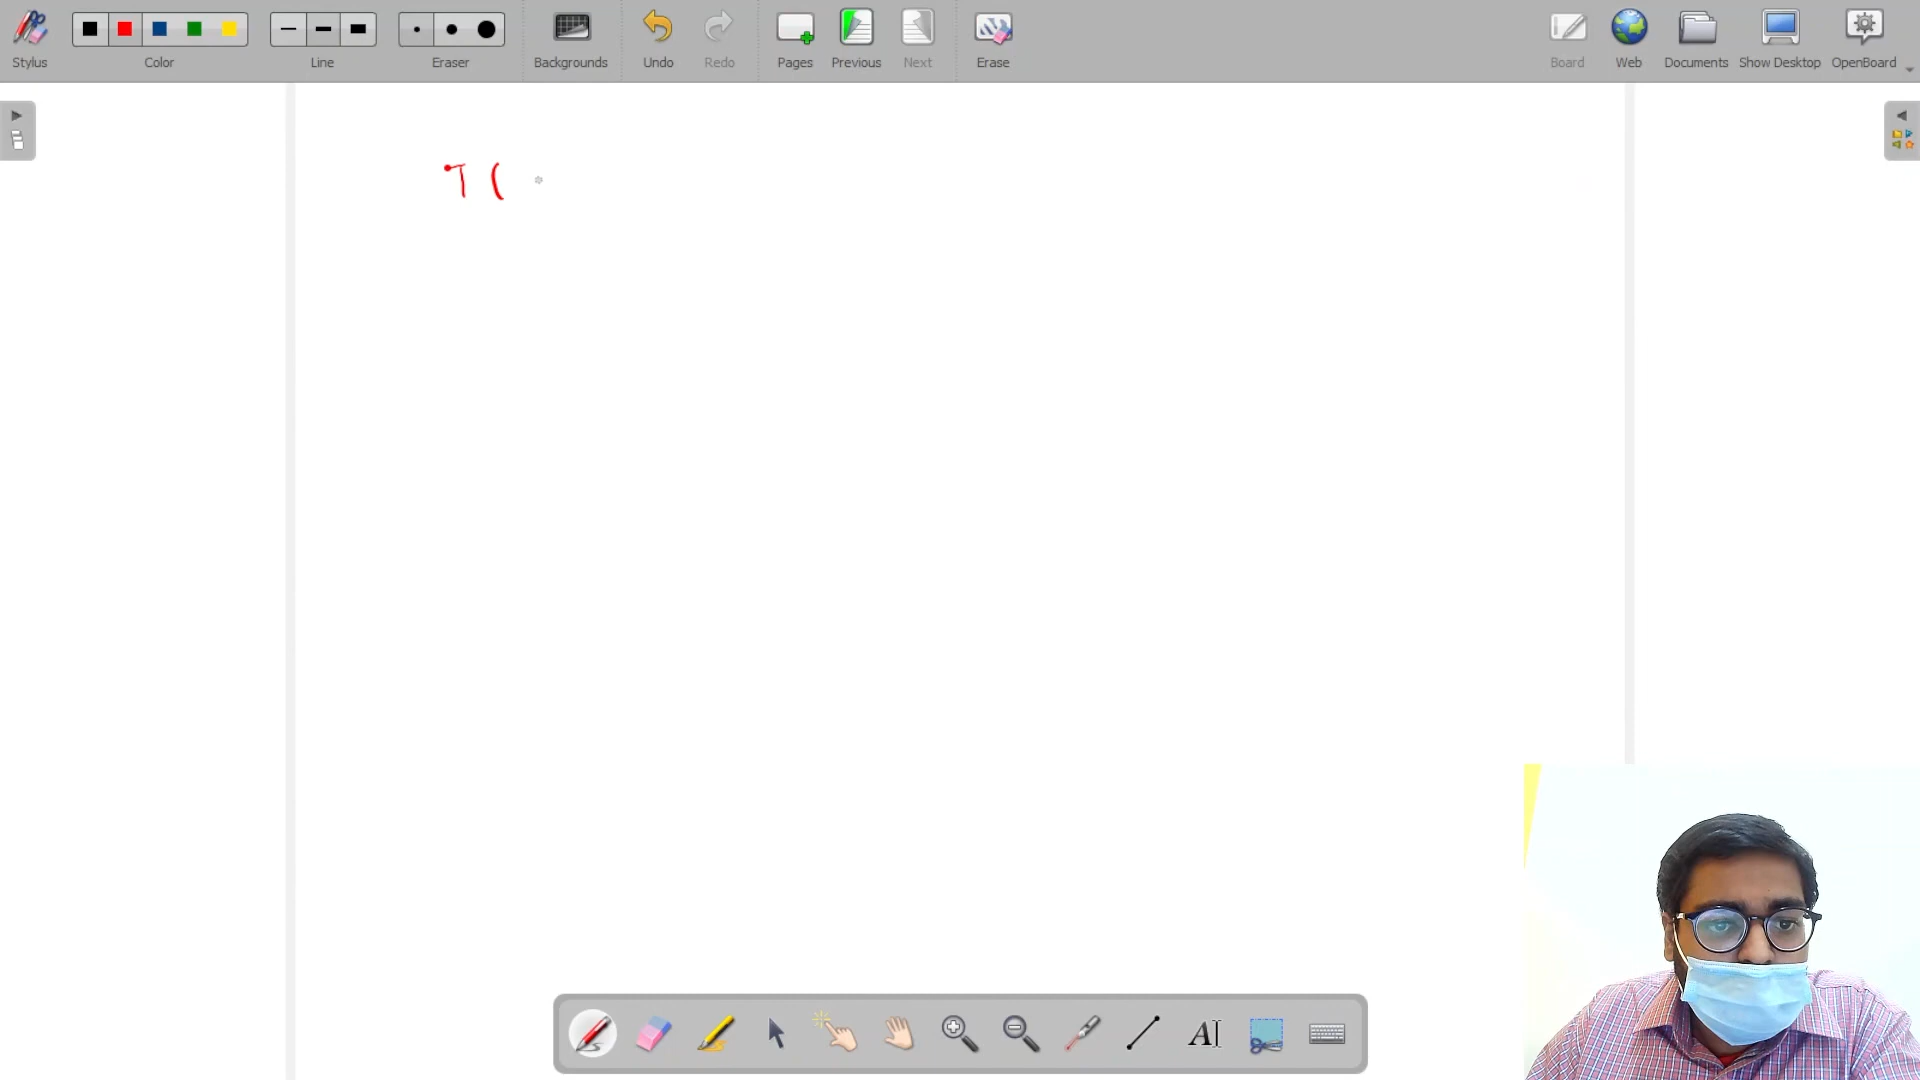 Stylus
Color
Line
Eraser
Backgrounds
Undo
Redo
Pages
Previous
Next
Erase
Board
Web
Documents
Show Desktop
OpenBoard
T (
A